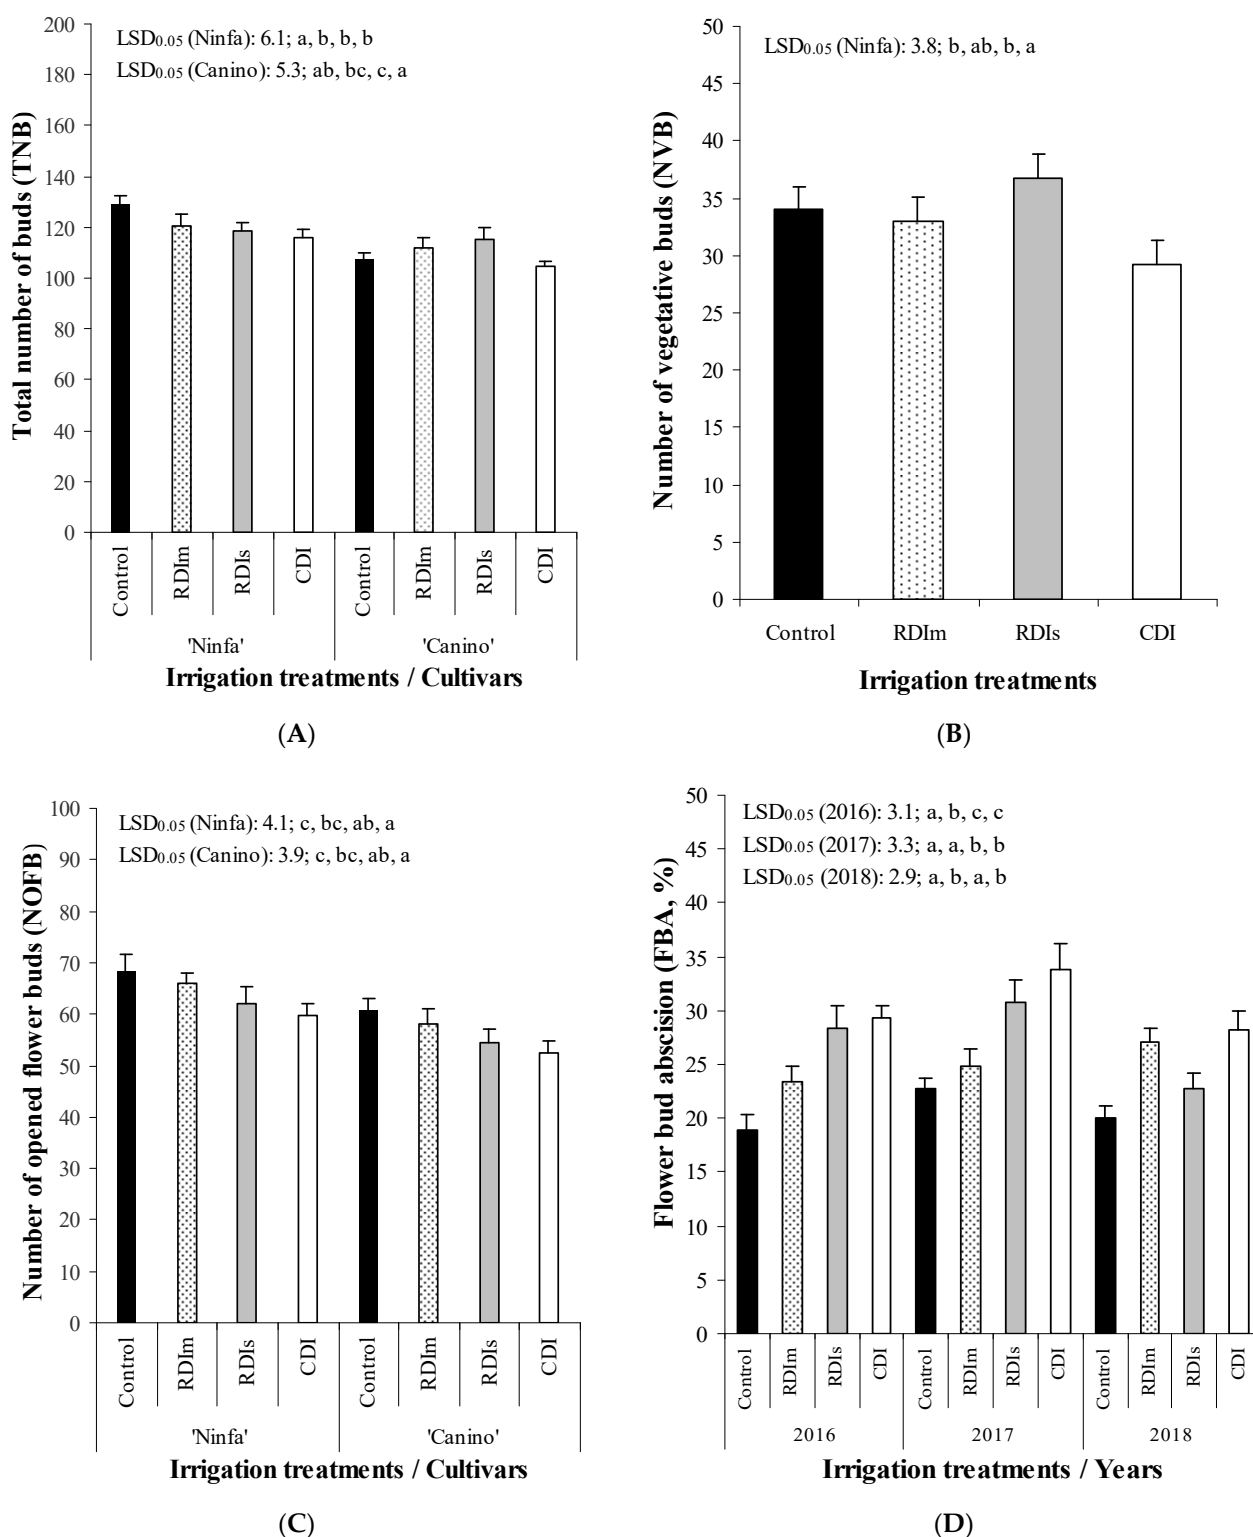 LSD0.05 (Ninfa): 6.1; a, b, b, b
LSD0.05 (Canino): 5.3; ab, bc, c, a
Total number of buds (TNB)
200
180
160
140
120
100
80
60
40
20
0
Control
RDIm
RDIs
CDI
Control
RDIm
RDIs
CDI
'Ninfa'
'Canino'
Irrigation treatments / Cultivars
(A)
LSD0.05 (Ninfa): 3.8; b, ab, b, a
Number of vegetative buds (NVB)
50
45
40
35
30
25
20
15
10
5
0
Control
RDIm
RDIs
CDI
Irrigation treatments
(B)
LSD0.05 (Ninfa): 4.1; c, bc, ab, a
LSD0.05 (Canino): 3.9; c, bc, ab, a
Number of opened flower buds (NOFB)
100
90
80
70
60
50
40
30
20
10
0
Control
RDIm
RDIs
CDI
Control
RDIm
RDIs
CDI
'Ninfa'
'Canino'
Irrigation treatments / Cultivars
(C)
LSD0.05 (2016): 3.1; a, b, c, c
LSD0.05 (2017): 3.3; a, a, b, b
LSD0.05 (2018): 2.9; a, b, a, b
Flower bud abscision (FBA, %)
50
45
40
35
30
25
20
15
10
5
0
Control
RDIm
RDIs
CDI
Control
RDIm
RDIs
CDI
Control
RDIm
RDIs
CDI
2016
2017
2018
Irrigation treatments / Years
(D)